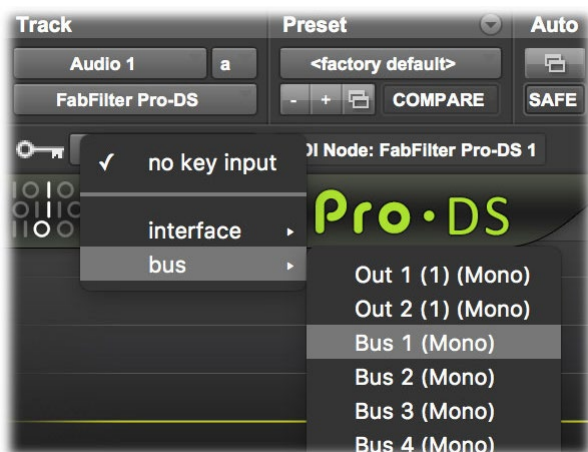 Track Preset Auto
Audio 1 a <factory default>
FabFilter Pro-DS - + COMPARE SAFE
✓ no key input DI Node: FabFilter Pro-DS 1
interface
bus
Pro·DS
Out 1 (1) (Mono)
Out 2 (1) (Mono)
Bus 1 (Mono)
Bus 2 (Mono)
Bus 3 (Mono)
Bus 4 (Mono)